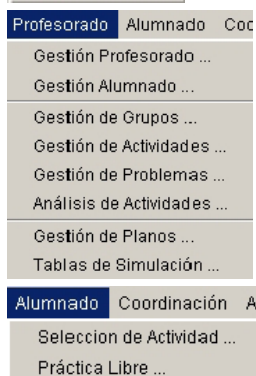 Profesorado Alumnado Coo
Gestión Profesorado ...
Gestión Alumnado ...
Gestión de Grupos ...
Gestión de Actividades ...
Gestión de Problemas ...
Análisis de Actividades ...
Gestión de Planos ...
Tablas de Simulación ...
Alumnado Coordinación A
Seleccion de Actividad ...
Práctica Libre ...